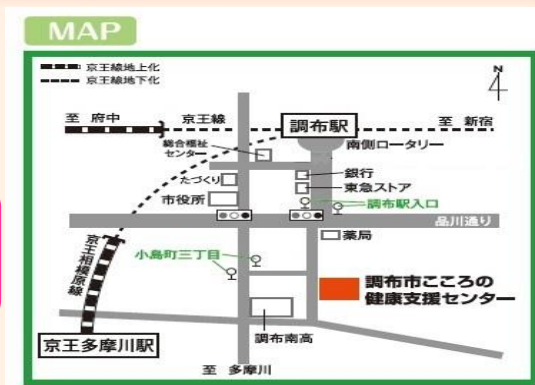 MAP
京王線地上化
京王線地下化
N
至 府中
京王線
調布駅
至 新宿
総合福祉
センター
南側ロータリー
たづくり
銀行
東急ストア
市役所
調布駅入口
品川通り
小島町三丁目
薬局
京王相模原線
調布市こころの
健康支援センター
京王多摩川駅
調布南高
至 多摩川